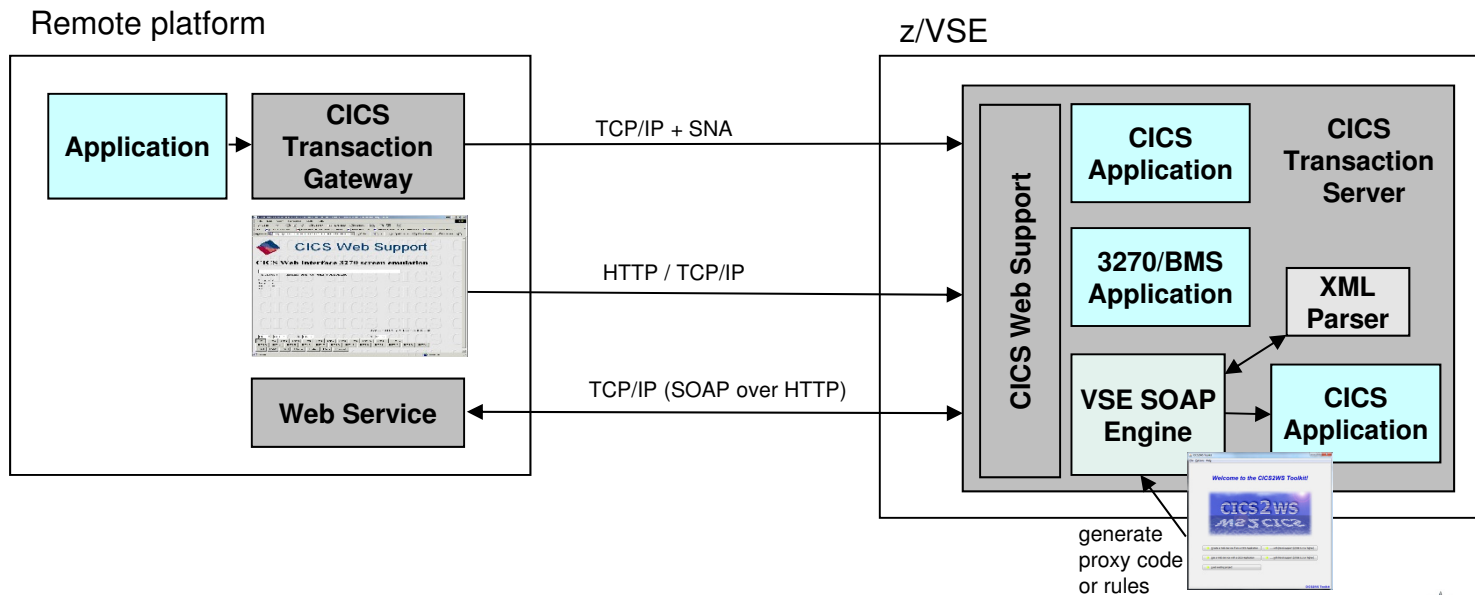 Remote platform
z/VSE
Application
CICS
Transaction
Gateway
TCP/IP + SNA
CICS Web Support
CICS
Application
CICS
Transaction
Server
CICS Web Support
CICS Web Interface 3270 screen emulation
HTTP / TCP/IP
3270/BMS
Application
XML
Parser
Web Service
TCP/IP (SOAP over HTTP)
VSE SOAP
Engine
CICS
Application
Welcome to the CICS2WS Toolkit!
CICS2WS
generate
proxy code
or rules